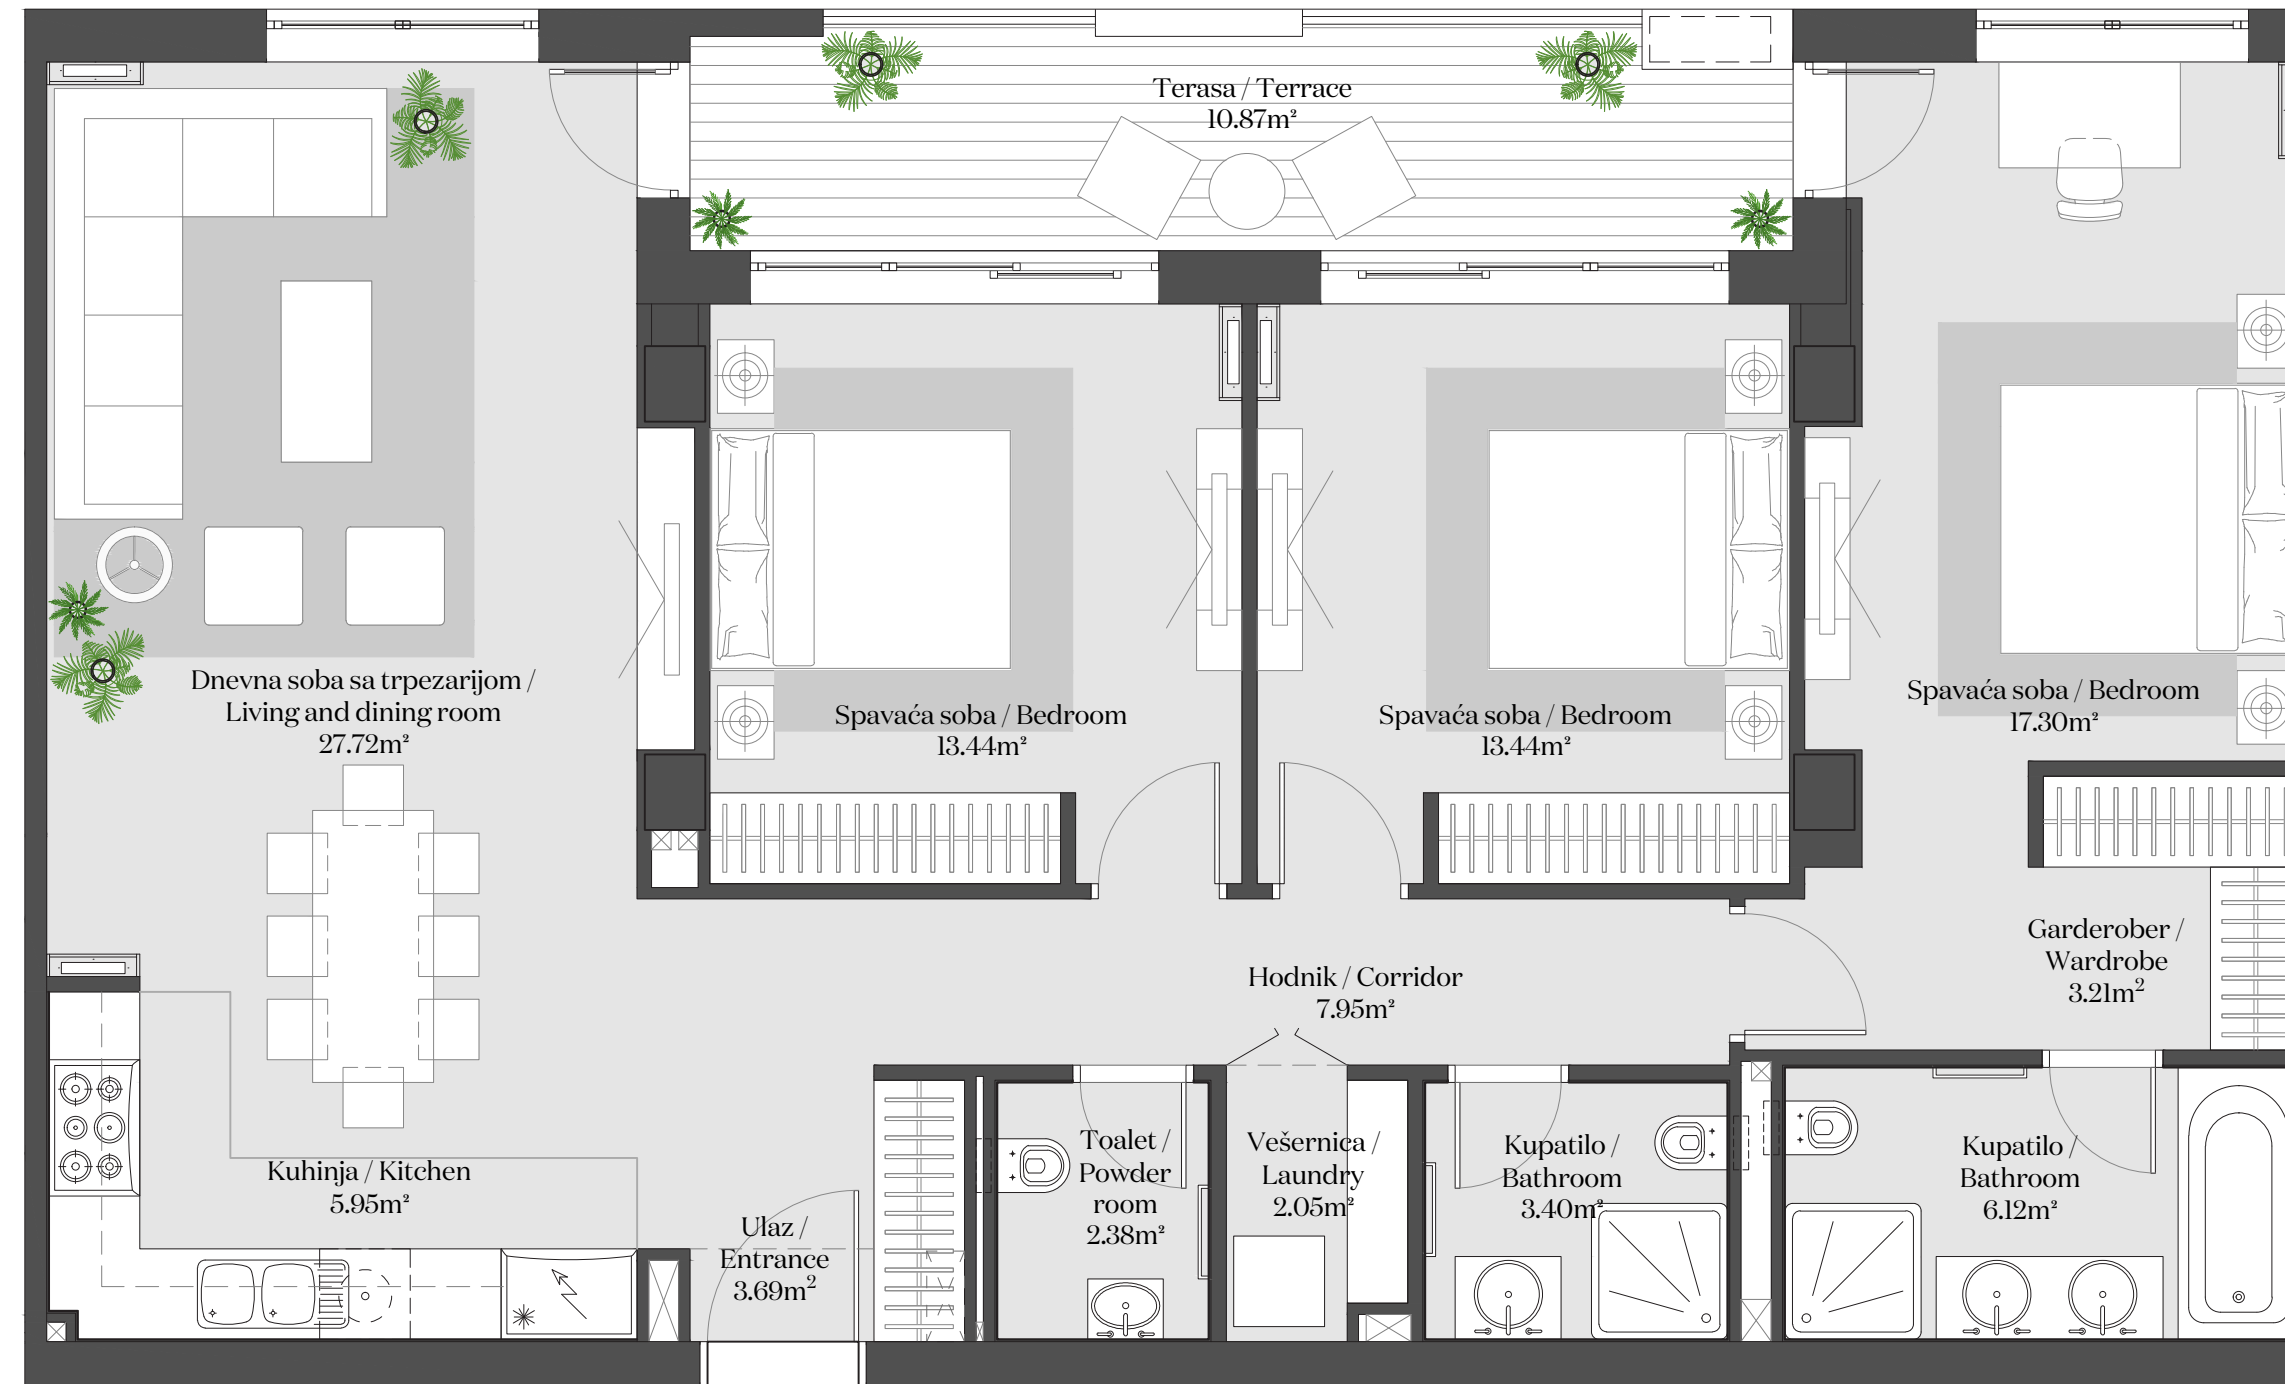 Terasa / Terrace
10.87m²
Dnevna soba sa trpezarijom /
Living and dining room
27.72m²
Spavaća soba / Bedroom
13.44m²
Spavaća soba / Bedroom
13.44m²
Spavaća soba / Bedroom
17.30m²
Garderober /
Wardrobe
3.21m²
Hodnik / Corridor
7.95m²
Kuhinja / Kitchen
5.95m²
Ulaz /
Entrance
3.69m²
Toalet /
Powder
room
2.38m²
Vešernica /
Laundry
2.05m²
Kupatilo /
Bathroom
3.40m²
Kupatilo /
Bathroom
6.12m²